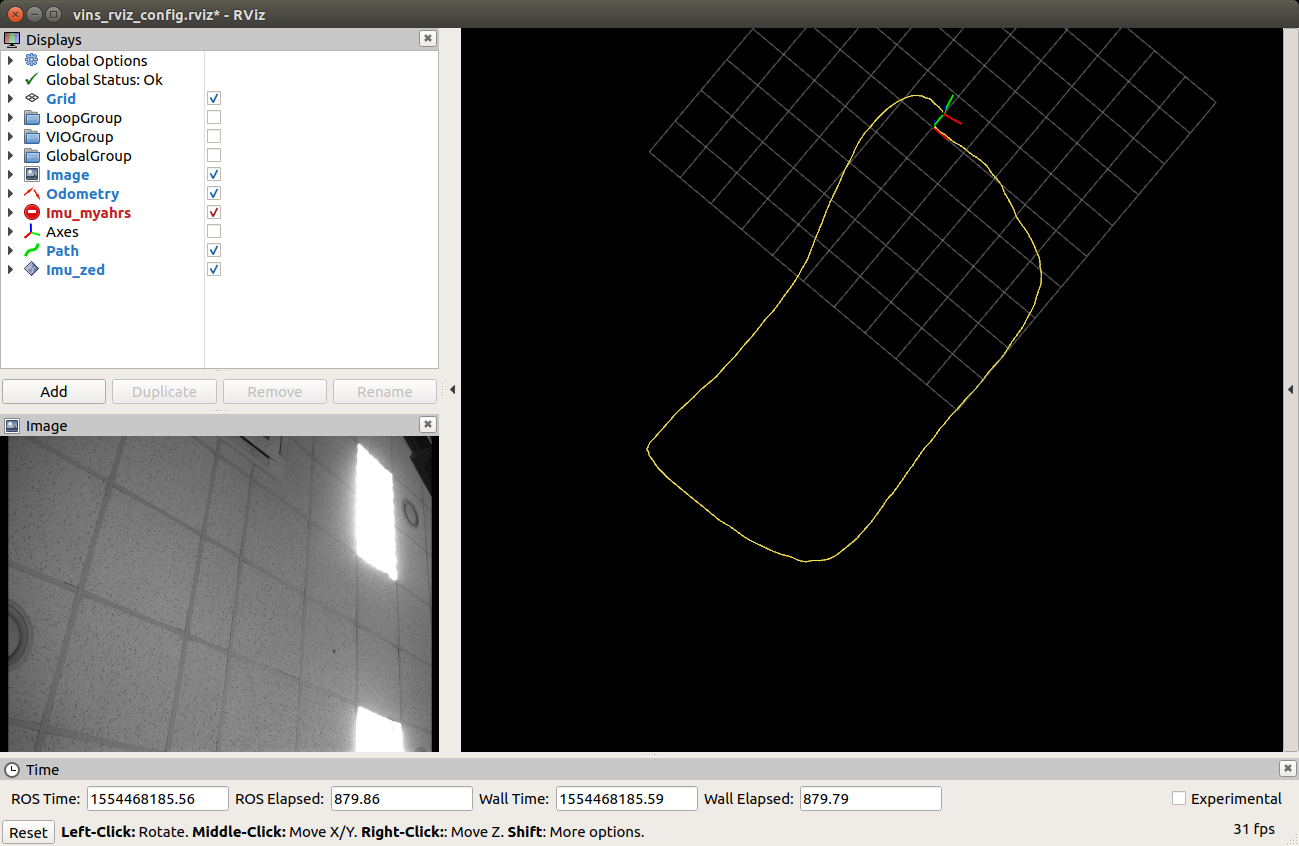 vins_rviz_config.rviz* - RViz
Displays
Global Options
Global Status: Ok
Grid
LoopGroup
VIOGroup
GlobalGroup
Image
Odometry
Imu_myahrs
Axes
Path
Imu_zed
Add Duplicate Remove Rename
Image
Time
ROS Time: 1554468185.56 ROS Elapsed: 879.86 Wall Time: 1554468185.59 Wall Elapsed: 879.79 Experimental
Reset Left-Click: Rotate. Middle-Click: Move X/Y. Right-Click:: Move Z. Shift: More options. 31 fps